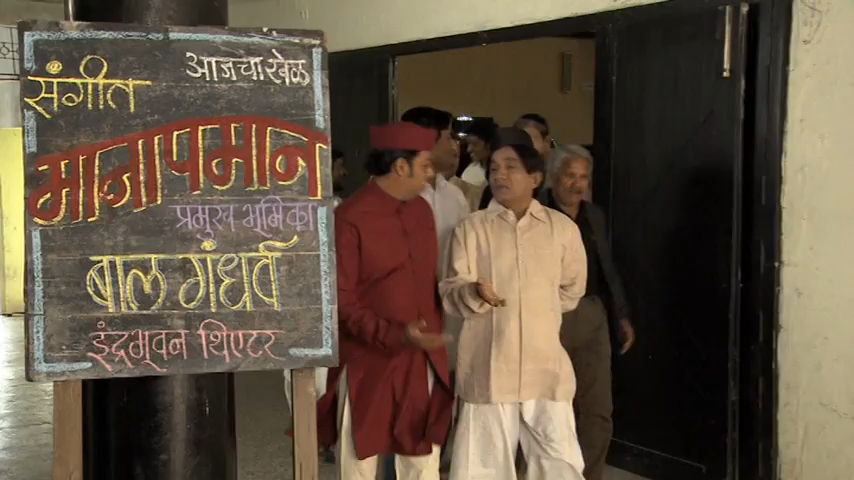 आजचा खेळ
संगीत
मानापमान
प्रमुख भूमिका
बाल गंधर्व
इंद्रभूवन थिएटर